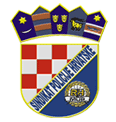 SINDIKAT POLICIJE HRVATSKE